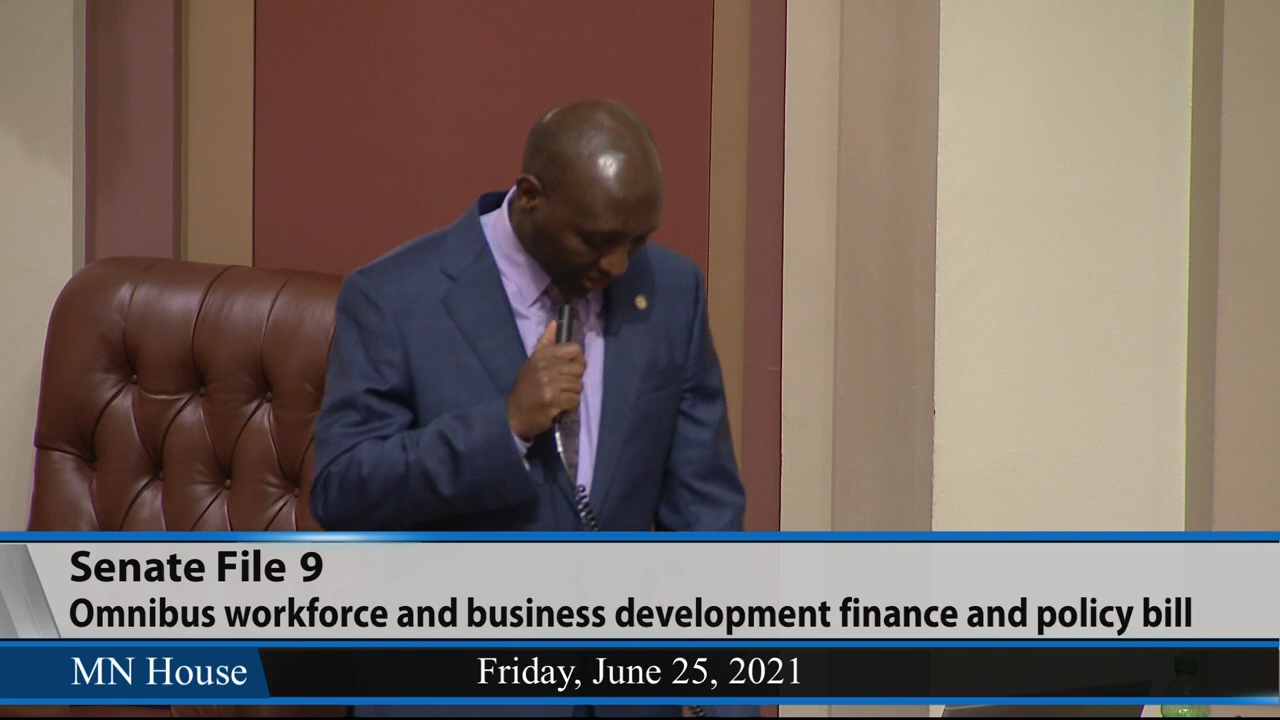 Senate File 9
Omnibus workforce and business development finance and policy bill
MN House
Friday, June 25, 2021